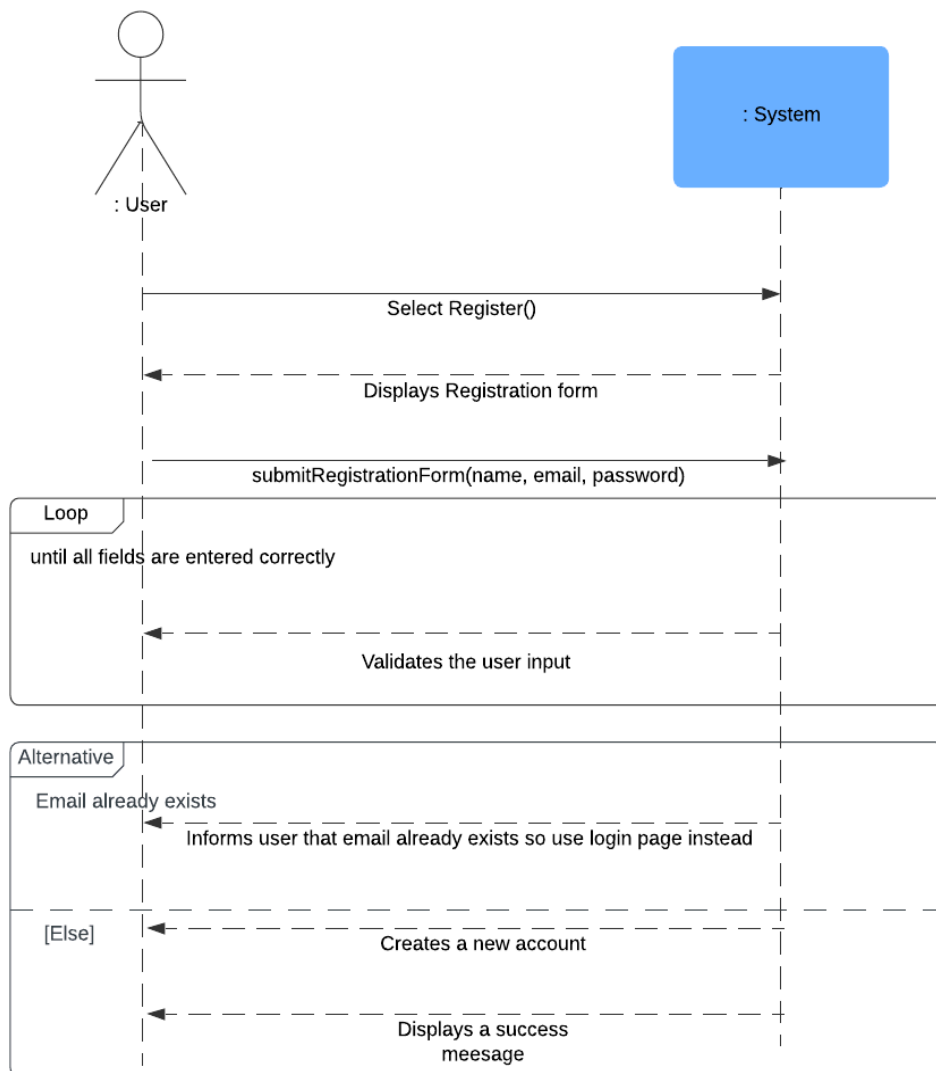 : System
: User
Select Register()
Displays Registration form
submitRegistrationForm(name, email, password)
Loop
until all fields are entered correctly
Validates the user input
Alternative
Email already exists
Informs user that email already exists so use login page instead
[Else]
Creates a new account
Displays a success
meesage